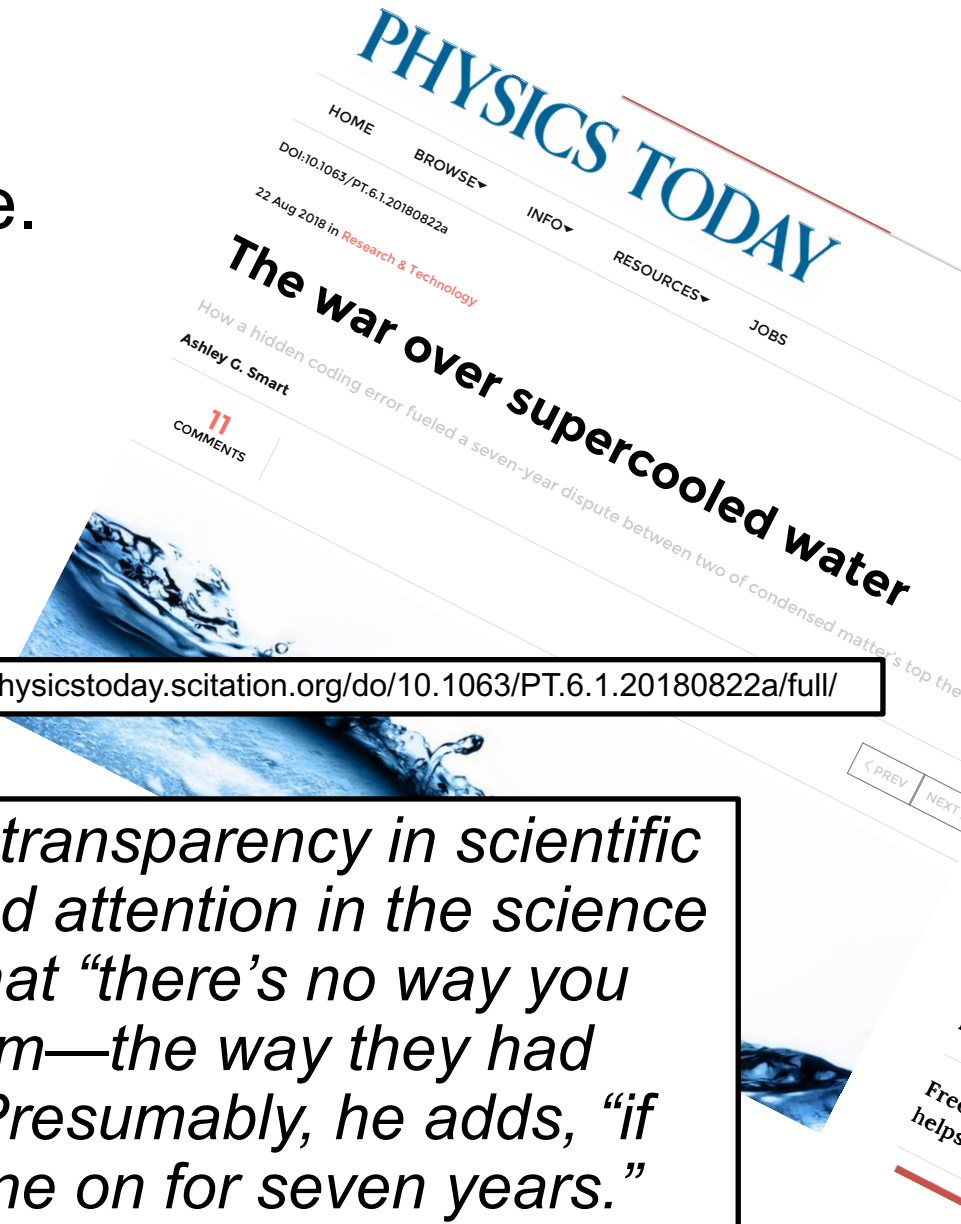 e.
PHYSICS TODAY
HOME BROWSE▾ INFO▾ RESOURCES▾ JOBS
DOI:10.1063/PT.6.1.20180822a
22 Aug 2018 in Research & Technology
The war over supercooled water
How a hidden coding error fueled a seven-year dispute between two of condensed matter's top the
Ashley G. Smart
11
COMMENTS
hysicstoday.scitation.org/do/10.1063/PT.6.1.20180822a/full/
< PREV NEXT
transparency in scientific
d attention in the science
at “there’s no way you
m—the way they had
Presumably, he adds, “if
ne on for seven years.”
Free
helps